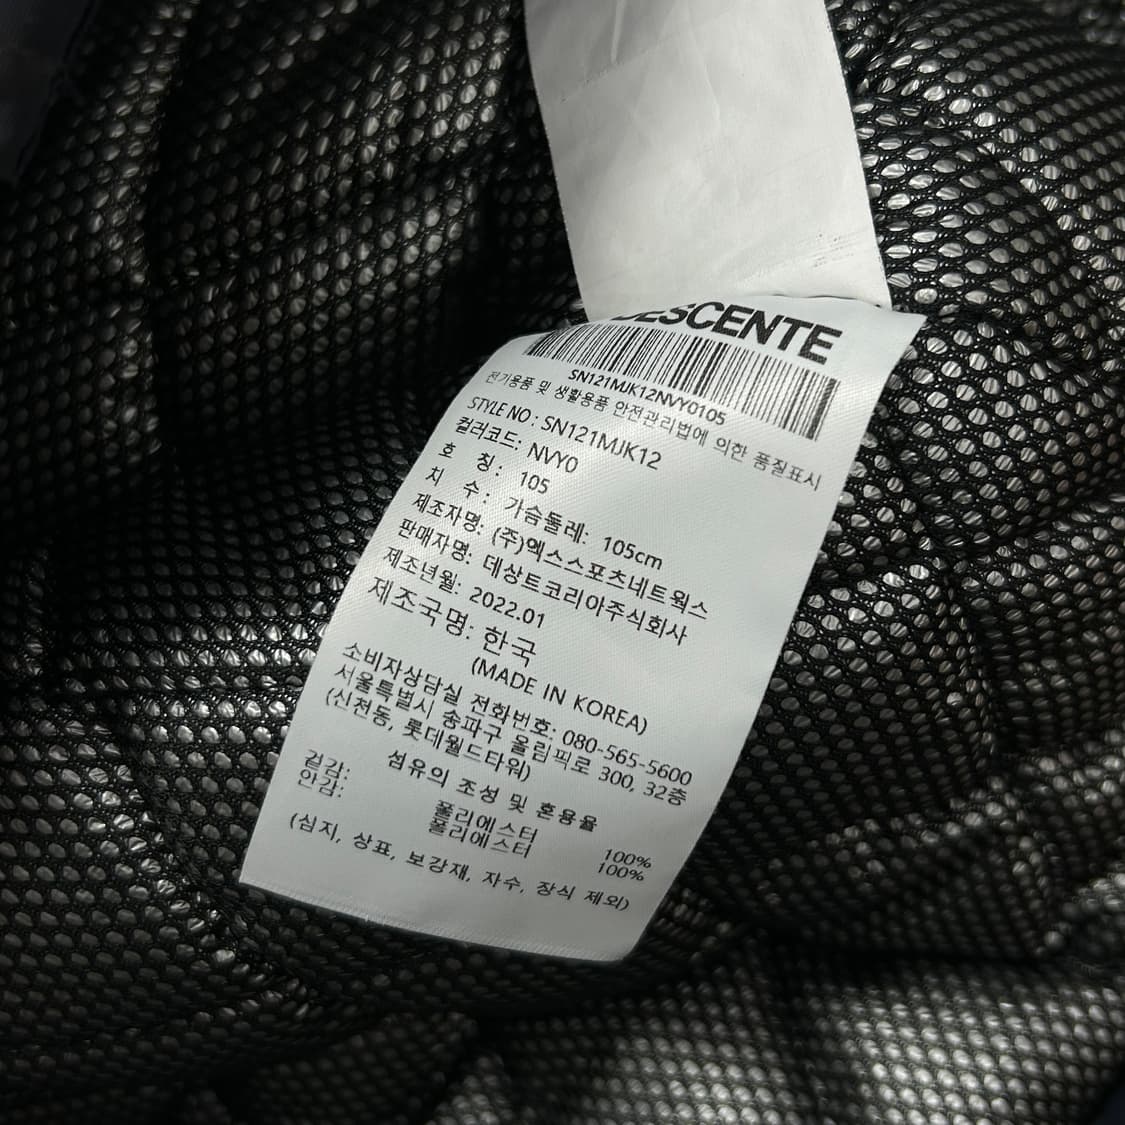 DESCENTE
SN121MJK12NVY0105
전기용품 및 생활용품 안전관리법에 의한 품질표시
STYLE NO : SN121MJK12
컬러코드: NVY0
호 칭: 105
치 수: 가슴둘레: 105cm
제조자명: (주)엑스스포츠네트웍스
판매자명: 데상트코리아주식회사
제조년월: 2022.01
제조국명: 한국
(MADE IN KOREA)
소비자상담실 전화번호: 080-565-5600
서울특별시 송파구 올림픽로 300, 32층
(신천동, 롯데월드타워)
섬유의 조성 및 혼용율
겉감: 폴리에스터 100%
안감: 폴리에스터 100%
(심지, 상표, 보강재, 자수, 장식 제외)